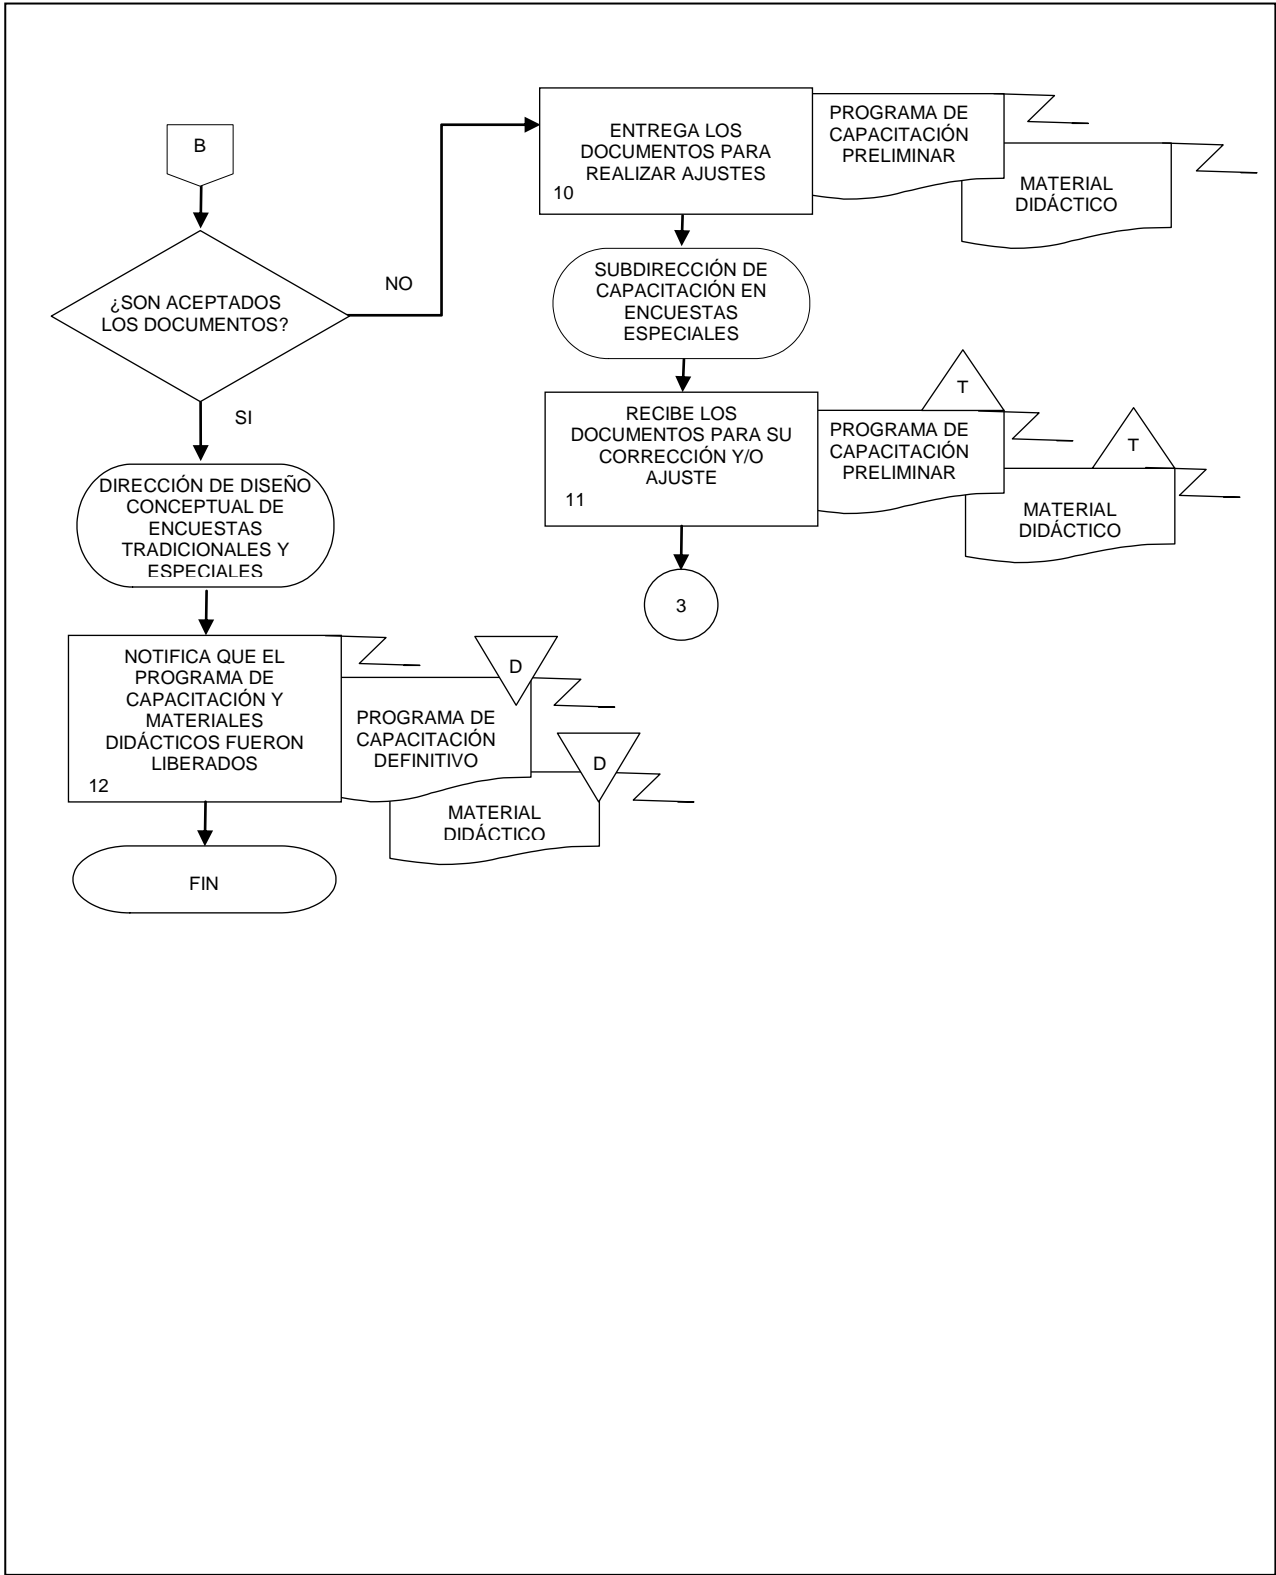 B
¿SON ACEPTADOS
LOS DOCUMENTOS?
NO
SI
DIRECCIÓN DE DISEÑO
CONCEPTUAL DE
ENCUESTAS
TRADICIONALES Y
ESPECIALES
NOTIFICA QUE EL
PROGRAMA DE
CAPACITACIÓN Y
MATERIALES
DIDÁCTICOS FUERON
LIBERADOS
12
D
PROGRAMA DE
CAPACITACIÓN
DEFINITIVO
D
MATERIAL
DIDÁCTICO
FIN
ENTREGA LOS
DOCUMENTOS PARA
REALIZAR AJUSTES
10
PROGRAMA DE
CAPACITACIÓN
PRELIMINAR
MATERIAL
DIDÁCTICO
SUBDIRECCIÓN DE
CAPACITACIÓN EN
ENCUESTAS
ESPECIALES
RECIBE LOS
DOCUMENTOS PARA SU
CORRECCIÓN Y/O
AJUSTE
11
T
PROGRAMA DE
CAPACITACIÓN
PRELIMINAR
T
MATERIAL
DIDÁCTICO
3